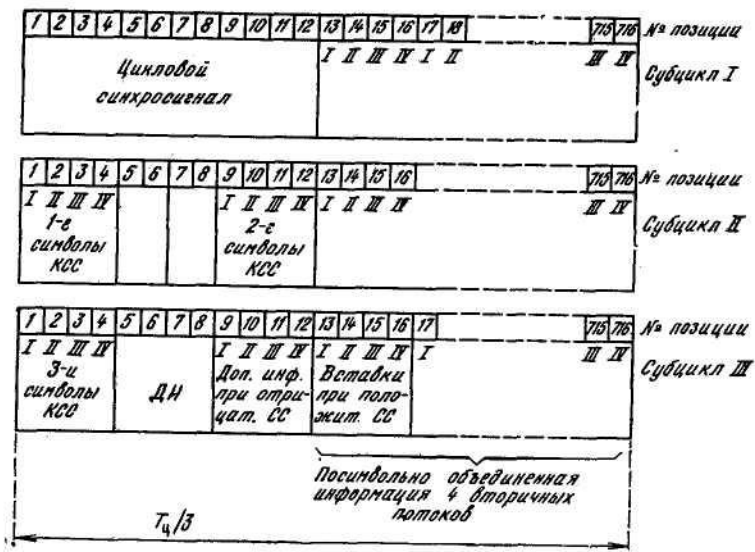 1 2 3 4 5 6 7 8 9 10 11 12 13 14 15 16 17 18 715 716 № позиции
I II III IV I II III IV
Цикловой
синхросигнал
Субцикл I
1 2 3 4 5 6 7 8 9 10 11 12 13 14 15 16 715 716 № позиции
I II III IV I II III IV I II III IV III IV
1-е
символы
КСС
2-е
символы
КСС
Субцикл II
1 2 3 4 5 6 7 8 9 10 11 12 13 14 15 16 17 715 716 № позиции
I II III IV I II III IV I II III IV I III IV
3-и
символы
КСС
ДИ
Доп. инф.
при отри-
цат. СС
Вставки
при поло-
жит. СС
Субцикл III
Посимвольно объединенная
информация 4 вторичных
потоков
Тц/3